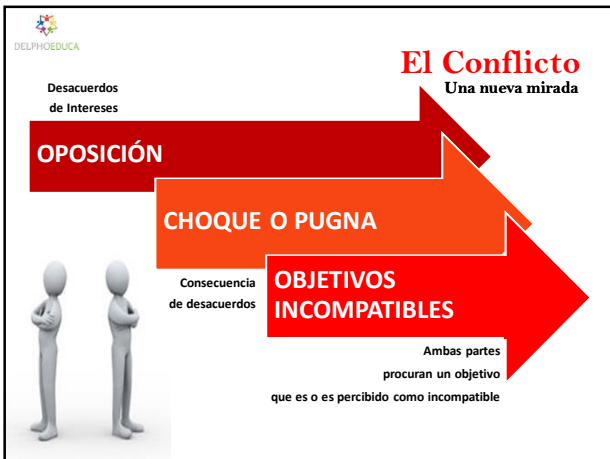 DELPHOEDUCA
El Conflicto
Una nueva mirada
Desacuerdos
de Intereses
OPOSICIÓN
CHOQUE O PUGNA
Consecuencia
de desacuerdos
OBJETIVOS
INCOMPATIBLES
Ambas partes
procuran un objetivo
que es o es percibido como incompatible